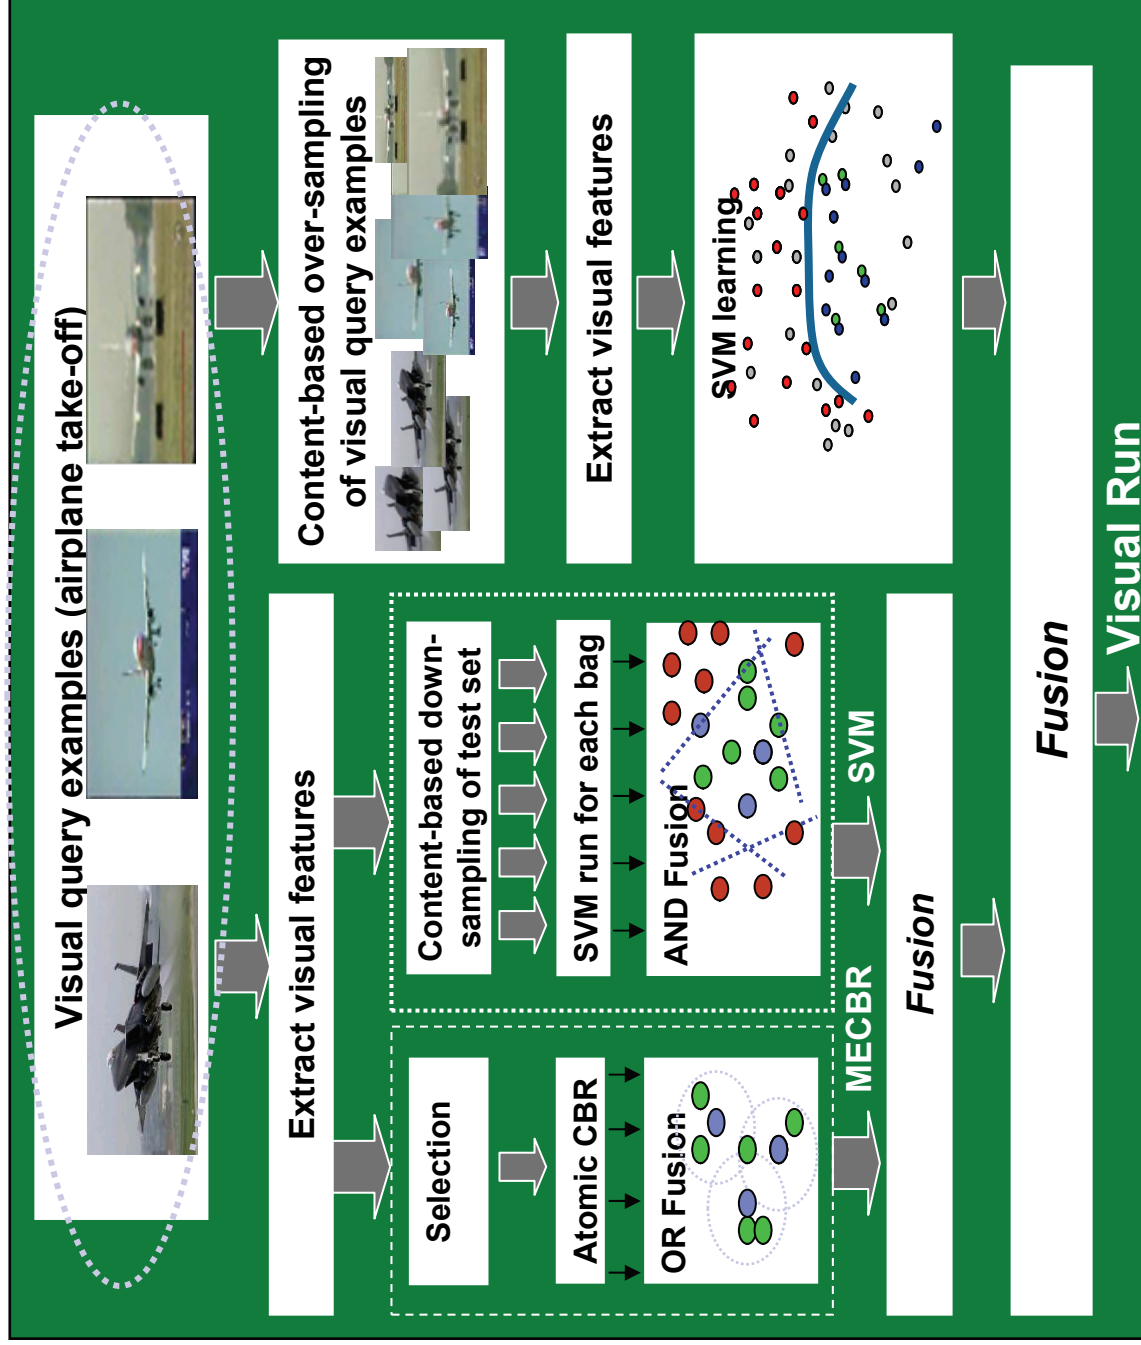 Visual query examples (airplane take-off)
Extract visual features
Selection
Atomic CBR
OR Fusion
MECBR
Content-based down-
sampling of test set
SVM run for each bag
AND Fusion
SVM
Fusion
Content-based over-sampling
of visual query examples
Extract visual features
SVM learning
Fusion
Visual Run